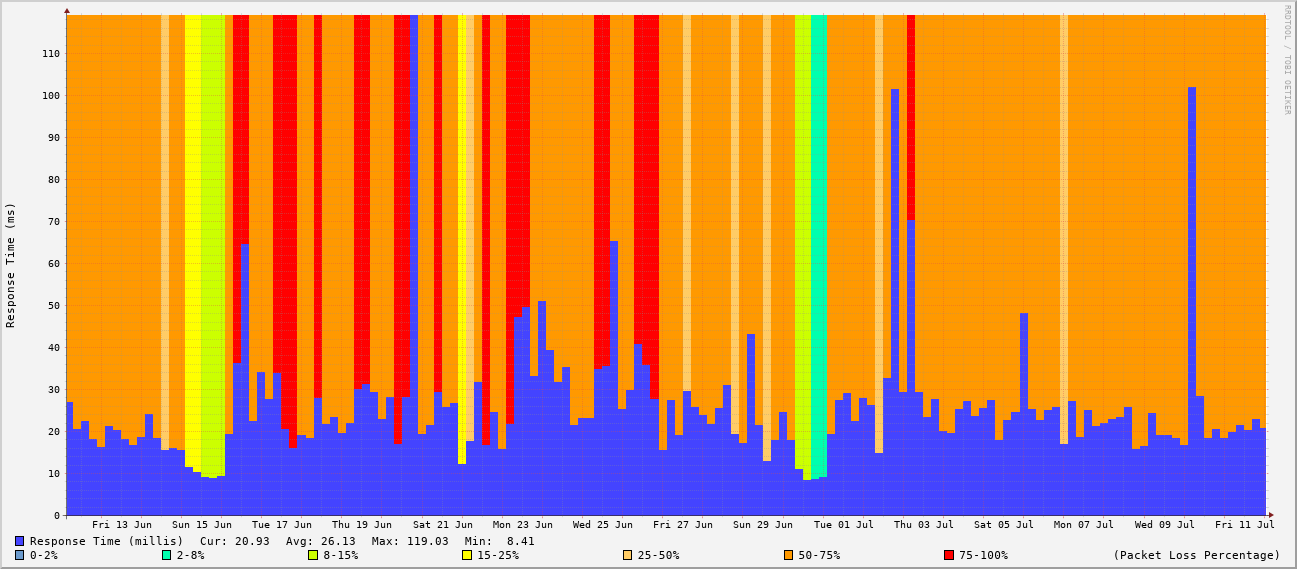 RRDTOOL / TOBI OETIKER
Response Time (ms)
110
100
90
80
70
60
50
40
30
20
10
0
Fri 13 Jun Sun 15 Jun Tue 17 Jun Thu 19 Jun Sat 21 Jun Mon 23 Jun Wed 25 Jun Fri 27 Jun Sun 29 Jun Tue 01 Jul Thu 03 Jul Sat 05 Jul Mon 07 Jul Wed 09 Jul Fri 11 Jul
Response Time (millis) Cur: 20.93 Avg: 26.13 Max: 119.03 Min: 8.41
0-2% 2-8% 8-15% 15-25% 25-50% 50-75% 75-100% (Packet Loss Percentage)